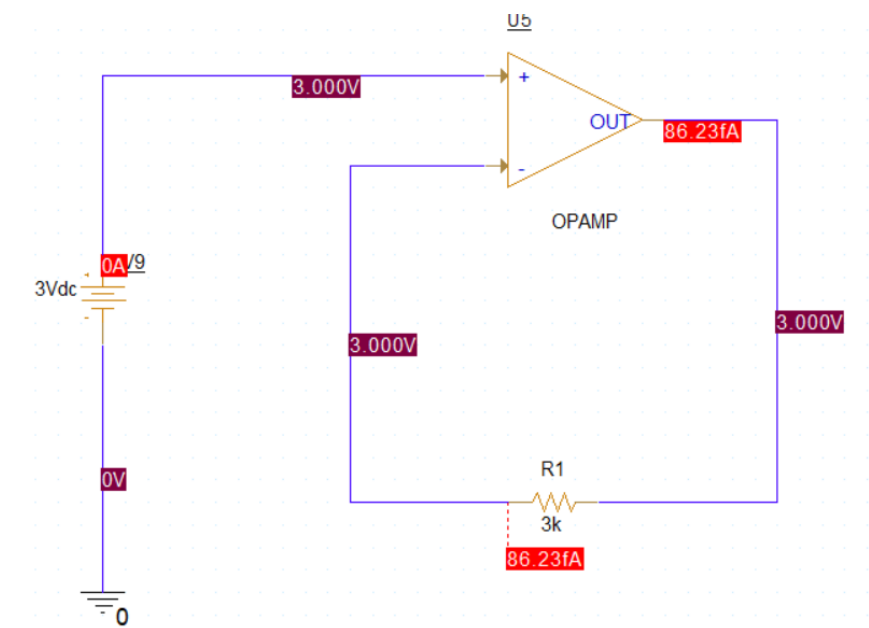 U5
3.000V
+
OUT
86.23fA
-
OPAMP
0A
V9
3Vdc
+
-
3.000V
3.000V
0V
R1
3k
86.23fA
0